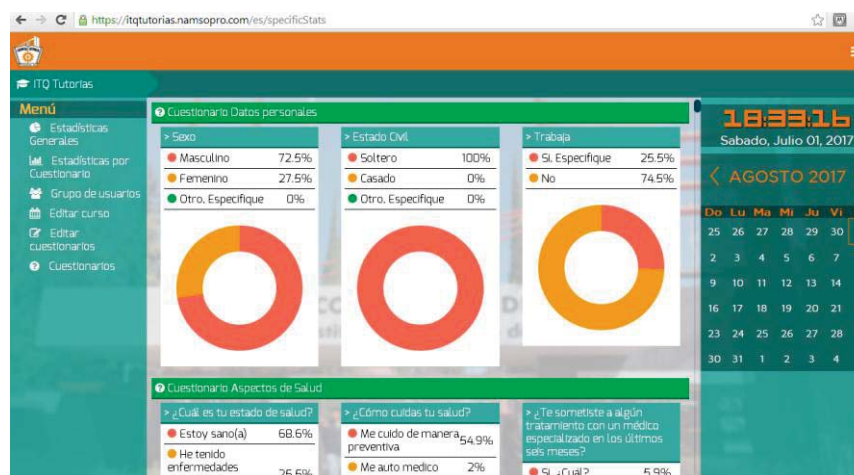 https://itqtutorias.namsopro.com/es/specificStats
ITQ Tutorías
Menú
Estadísticas
Generales
Estadísticas por
Cuestionario
Grupo de usuarios
Editar curso
Editar
cuestionarios
Cuestionarios
Cuestionario Datos personales
> Sexo
Masculino 72.5%
Femenino 27.5%
Otro. Especifique 0%
> Estado Civil
Soltero 100%
Casado 0%
Otro. Especifique 0%
> Trabaja
Si. Especifique 25.5%
No 74.5%
Cuestionario Aspectos de Salud
> ¿Cuál es tu estado
de salud?
Estoy sano(a) 68.6%
He tenido
enfermedades 26.6%
> ¿Cómo cuidas tu salud?
Me cuido de manera
preventiva 54.9%
Me auto medico 2%
> ¿Te sometiste a algún
tratamiento con un médico
especializado en los últimos
seis meses?
Si. ¿Cuál? 5.9%
18:33:16
Sabado, Julio 01, 2017
AGOSTO 2017
Do Lu Ma Mi Ju Vi
25 26 27 28 29 30
2 3 4 5 6 7
9 10 11 12 13 14
16 17 18 19 20 21
23 24 25 26 27 28
30 31 1 2 3 4